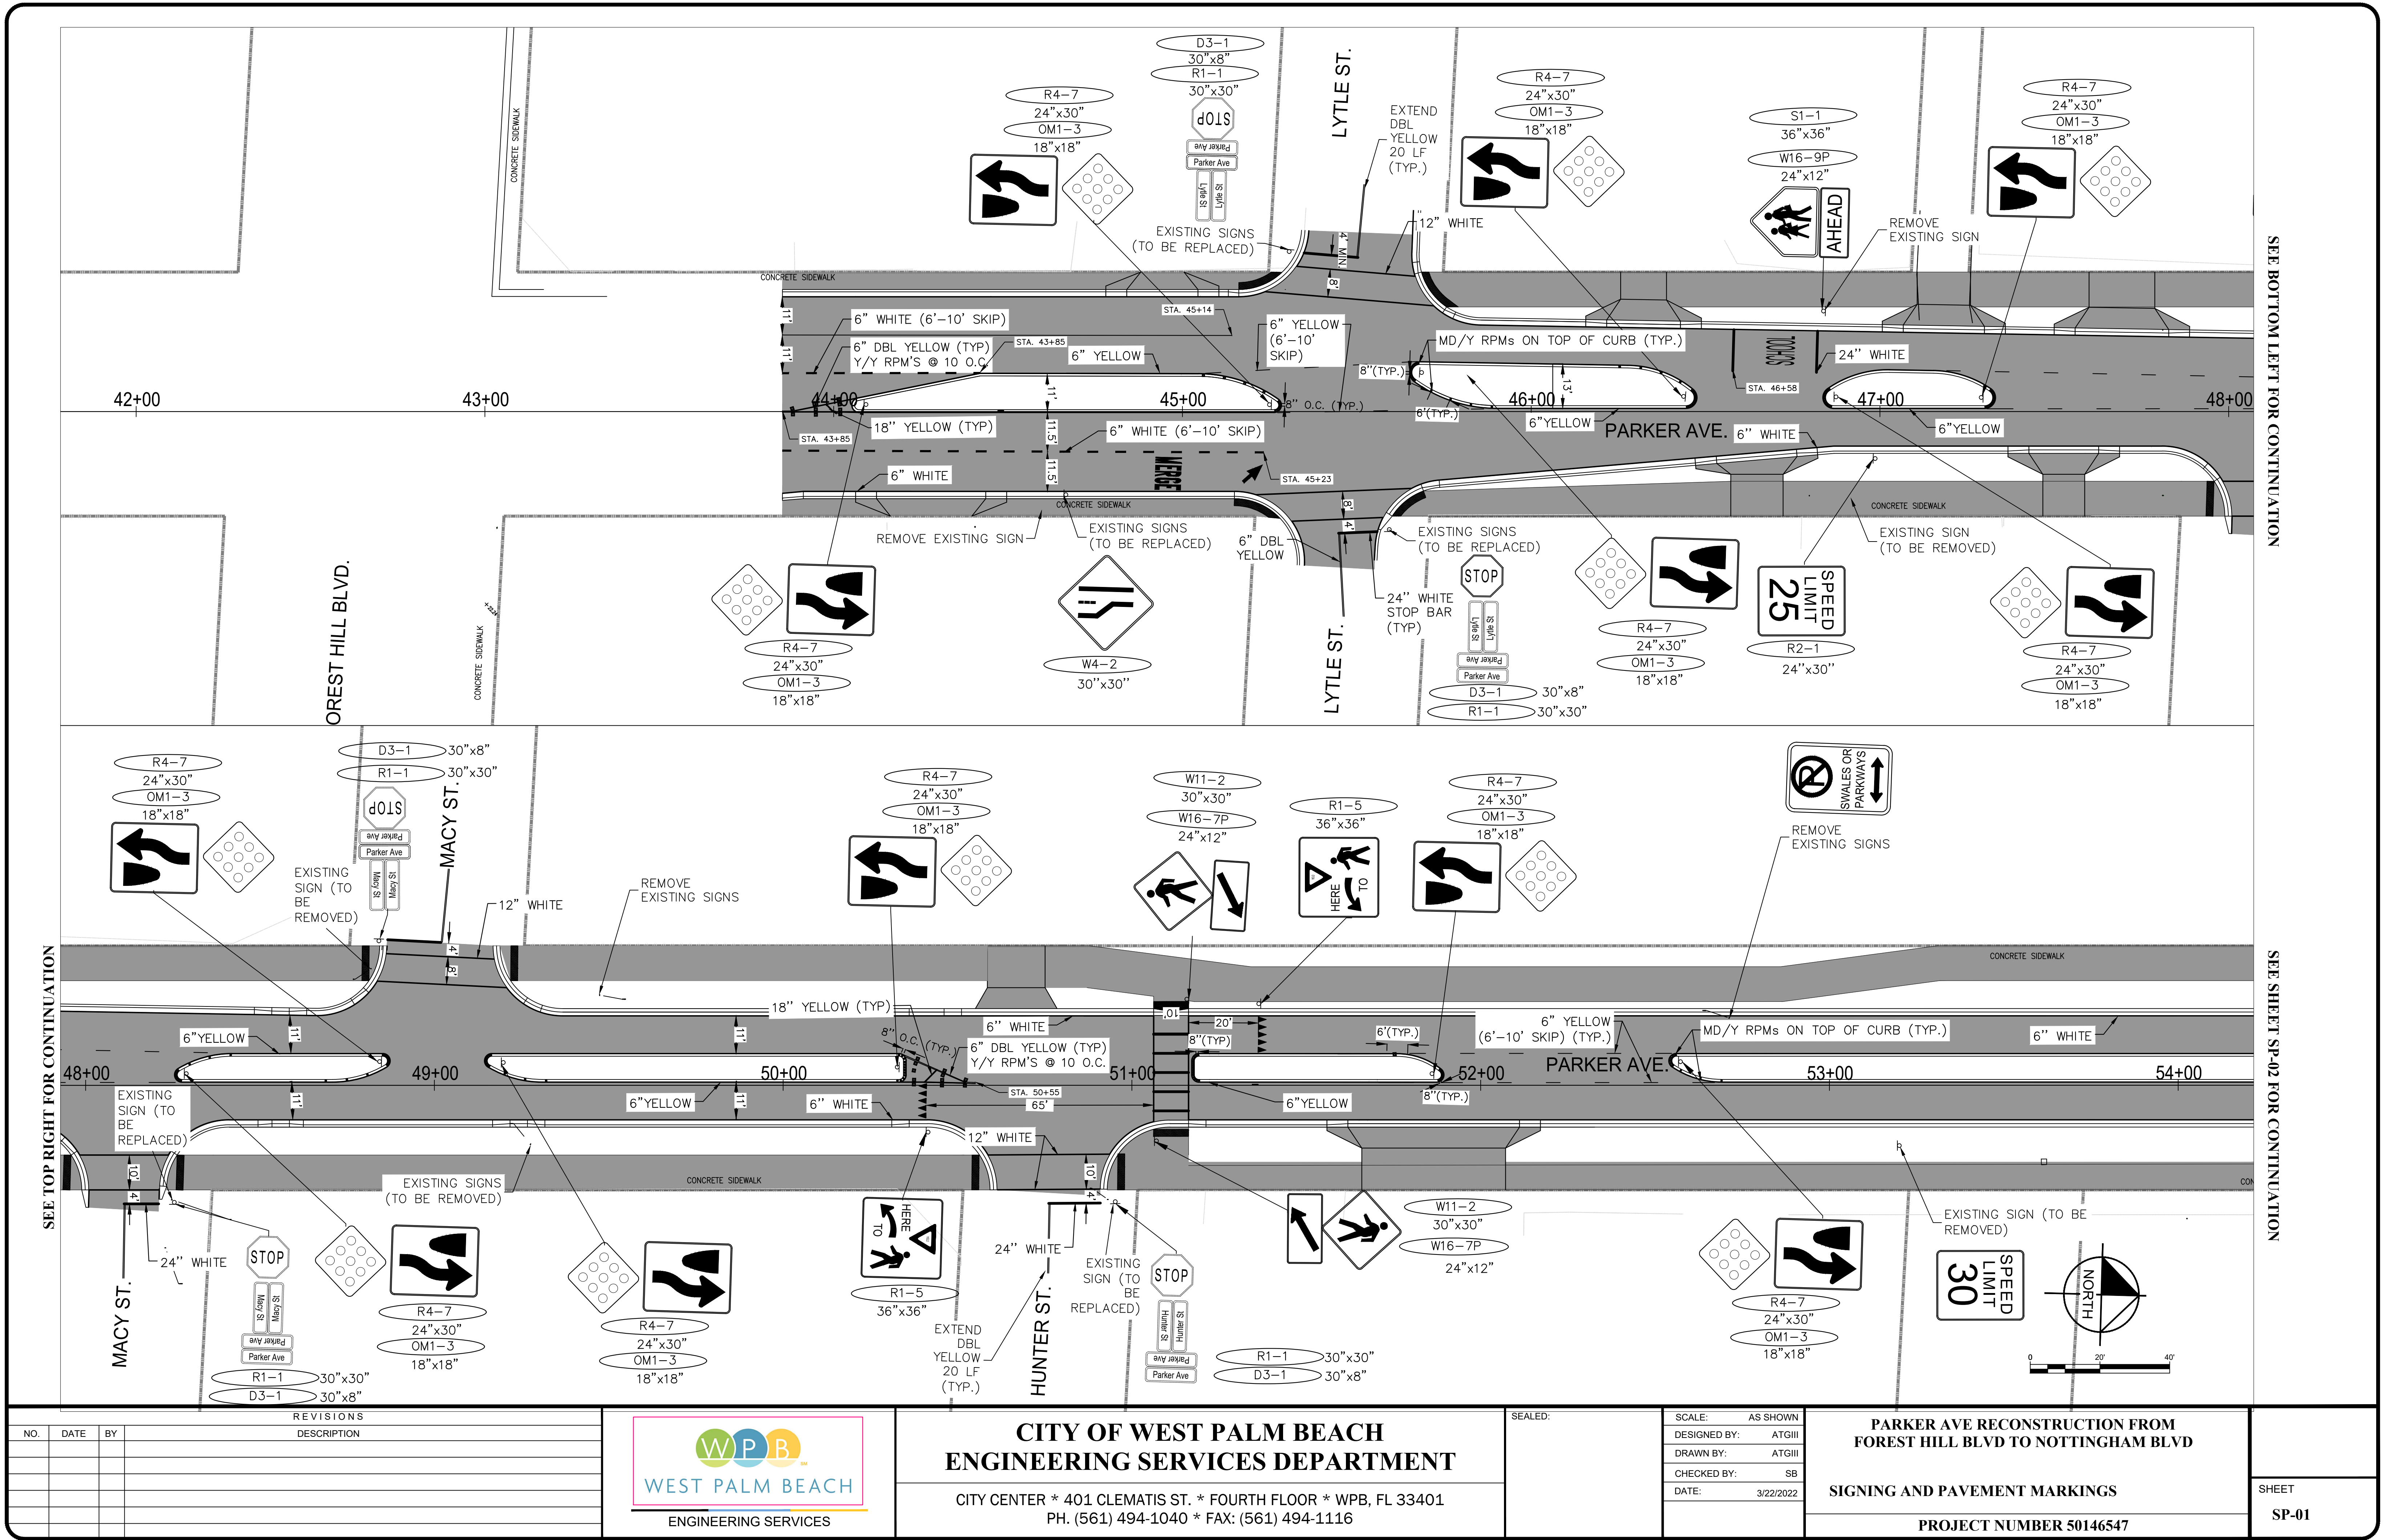 D3-1
30"x8"
R1-1
30"x30"
STOP
Parker Ave
Parker Ave
Lytle St
Lytle St
EXISTING SIGNS
(TO BE REPLACED)
R4-7
24"x30"
OM1-3
18"x18"
LYTLE ST.
EXTEND
DBL
YELLOW
20 LF
(TYP.)
R4-7
24"x30"
OM1-3
18"x18"
S1-1
36"x36"
W16-9P
24"x12"
AHEAD
R4-7
24"x30"
OM1-3
18"x18"
REMOVE
EXISTING SIGN
CONCRETE SIDEWALK
CONCRETE SIDEWALK
12" WHITE
4' MIN.
8'
11'
11'
6" WHITE (6'-10' SKIP)
6" DBL YELLOW (TYP)
Y/Y RPM'S @ 10 O.C.
STA. 43+85
6" YELLOW
STA. 45+14
6" YELLOW
(6'-10'
SKIP)
MD/Y RPMs ON TOP OF CURB (TYP.)
8"(TYP.)
SCHOOL
24'' WHITE
STA. 46+58
42+00
43+00
44+00
45+00
46+00
47+00
48+00
11'
13'
8" O.C. (TYP.)
6'(TYP.)
STA. 43+85
18'' YELLOW (TYP)
6" WHITE (6'-10' SKIP)
6"YELLOW
PARKER AVE.
6'' WHITE
6"YELLOW
11.5'
11.5'
6" WHITE
MERGE
STA. 45+23
CONCRETE SIDEWALK
CONCRETE SIDEWALK
8'
4'
REMOVE EXISTING SIGN
EXISTING SIGNS
(TO BE REPLACED)
6" DBL
YELLOW
EXISTING SIGNS
(TO BE REPLACED)
EXISTING SIGN
(TO BE REMOVED)
SEE BOTTOM LEFT FOR CONTINUATION
OREST HILL BLVD.
CONCRETE SIDEWALK
R4-7
24"x30"
OM1-3
18"x18"
W4-2
30''x30''
LYTLE ST.
24'' WHITE
STOP BAR
(TYP)
STOP
Lytle St
Lytle St
Parker Ave
Parker Ave
D3-1 30"x8"
R1-1 30"x30"
R4-7
24"x30"
OM1-3
18"x18"
SPEED
LIMIT
25
R2-1
24''x30''
R4-7
24"x30"
OM1-3
18"x18"
R4-7
24"x30"
OM1-3
18"x18"
D3-1 30"x8"
R1-1 30"x30"
STOP
Parker Ave
Parker Ave
Macy St
Macy St
MACY ST.
EXISTING
SIGN (TO
BE
REMOVED)
12" WHITE
REMOVE
EXISTING SIGNS
R4-7
24"x30"
OM1-3
18"x18"
W11-2
30"x30"
W16-7P
24"x12"
R1-5
36"x36"
HERE
TO
R4-7
24"x30"
OM1-3
18"x18"
P
SWALES OR
PARKWAYS
REMOVE
EXISTING SIGNS
CONCRETE SIDEWALK
4'
8'
18'' YELLOW (TYP)
6'' WHITE
10'
20'
8"(TYP)
6'(TYP.)
6" YELLOW
(6'-10' SKIP) (TYP.)
MD/Y RPMs ON TOP OF CURB (TYP.)
6'' WHITE
6"YELLOW
11'
11'
8" O.C. (TYP.)
6" DBL YELLOW (TYP)
Y/Y RPM'S @ 10 O.C.
PARKER AVE.
48+00
49+00
50+00
51+00
52+00
53+00
54+00
STA. 50+55
65'
8"(TYP.)
11'
11'
6"YELLOW
6'' WHITE
6"YELLOW
EXISTING
SIGN (TO
BE
REPLACED)
12" WHITE
10'
4'
10'
4'
EXISTING SIGNS
(TO BE REMOVED)
CONCRETE SIDEWALK
CON
SEE TOP RIGHT FOR CONTINUATION
SEE SHEET SP-02 FOR CONTINUATION
MACY ST.
24'' WHITE
STOP
Macy St
Macy St
Parker Ave
Parker Ave
R1-1 30"x30"
D3-1 30"x8"
R4-7
24"x30"
OM1-3
18"x18"
R4-7
24"x30"
OM1-3
18"x18"
HERE
TO
R1-5
36"x36"
24'' WHITE
EXTEND
DBL
YELLOW
20 LF
(TYP.)
HUNTER ST.
EXISTING
SIGN (TO
BE
REPLACED)
STOP
Hunter St
Hunter St
Parker Ave
Parker Ave
R1-1 30"x30"
D3-1 30"x8"
W11-2
30"x30"
W16-7P
24"x12"
R4-7
24"x30"
OM1-3
18"x18"
EXISTING SIGN (TO BE
REMOVED)
SPEED
LIMIT
30
NORTH
0 20' 40'
REVISIONS
NO. DATE BY DESCRIPTION
WPB
WEST PALM BEACH
ENGINEERING SERVICES
CITY OF WEST PALM BEACH
ENGINEERING SERVICES DEPARTMENT
CITY CENTER * 401 CLEMATIS ST. * FOURTH FLOOR * WPB, FL 33401
PH. (561) 494-1040 * FAX: (561) 494-1116
SEALED:
SCALE: AS SHOWN
DESIGNED BY: ATGIII
DRAWN BY: ATGIII
CHECKED BY: SB
DATE: 3/22/2022
PARKER AVE RECONSTRUCTION FROM
FOREST HILL BLVD TO NOTTINGHAM BLVD
SIGNING AND PAVEMENT MARKINGS
PROJECT NUMBER 50146547
SHEET
SP-01